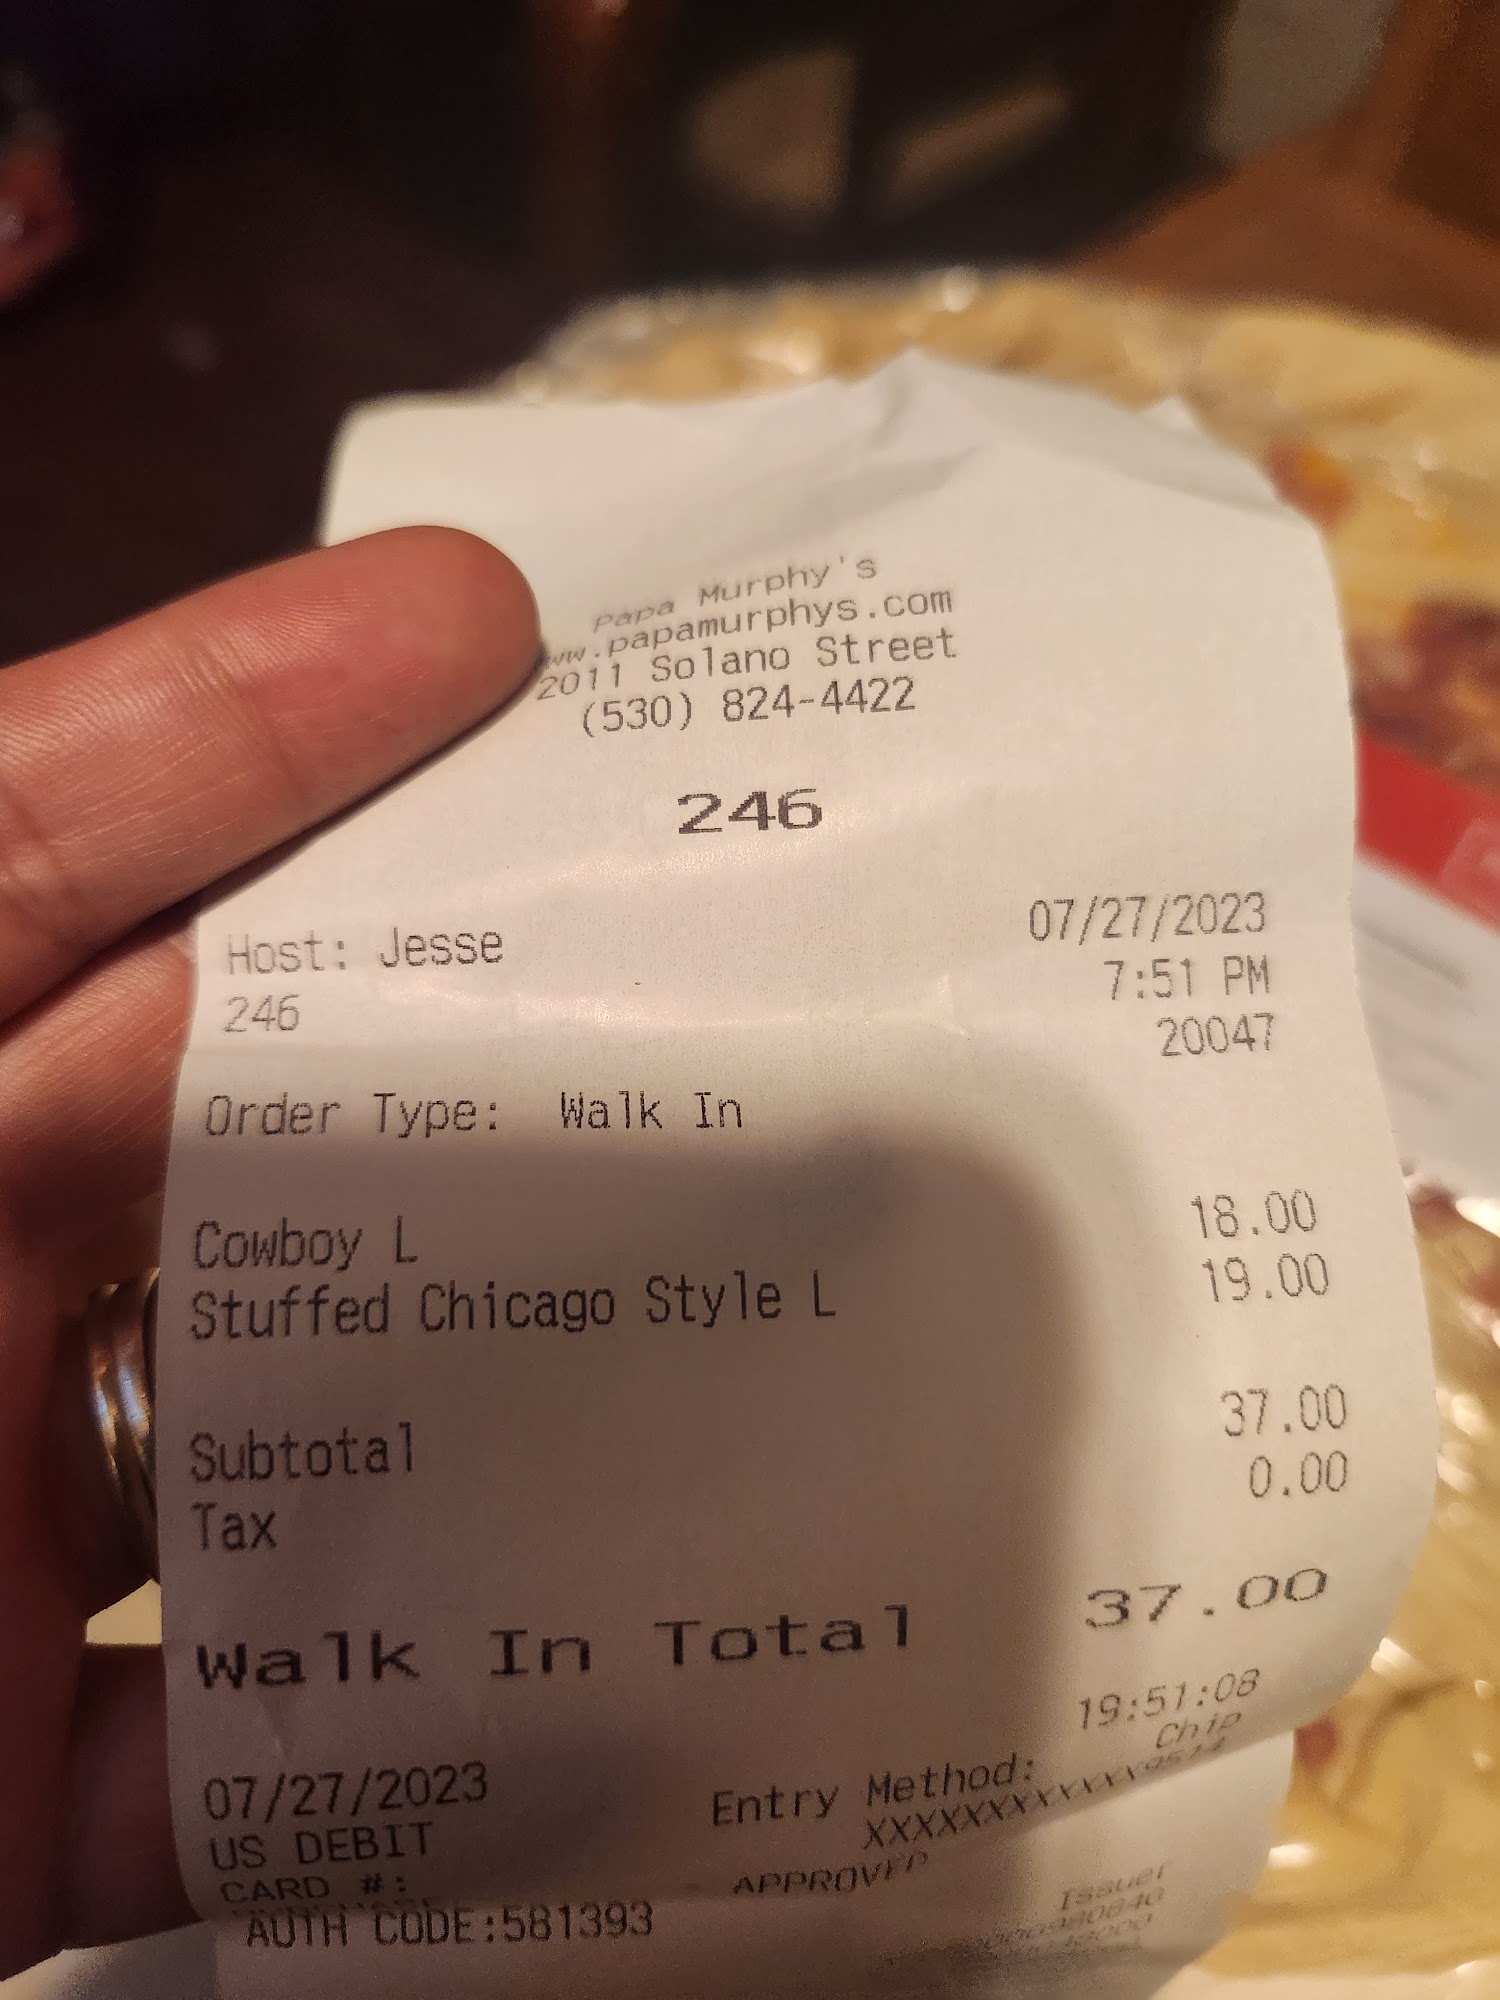 Papa Murphy's
www.papamurphys.com
2011 Solano Street
(530) 824-4422
246
Host: Jesse 07/27/2023
246 7:51 PM
20047
Order Type: Walk In
Cowboy L 18.00
Stuffed Chicago Style L 19.00
Subtotal 37.00
Tax 0.00
Walk In Total 37.00
07/27/2023 19:51:08
US DEBIT Entry Method: Chip
CARD #:
APPROVED
AUTH CODE:581393
Issuer